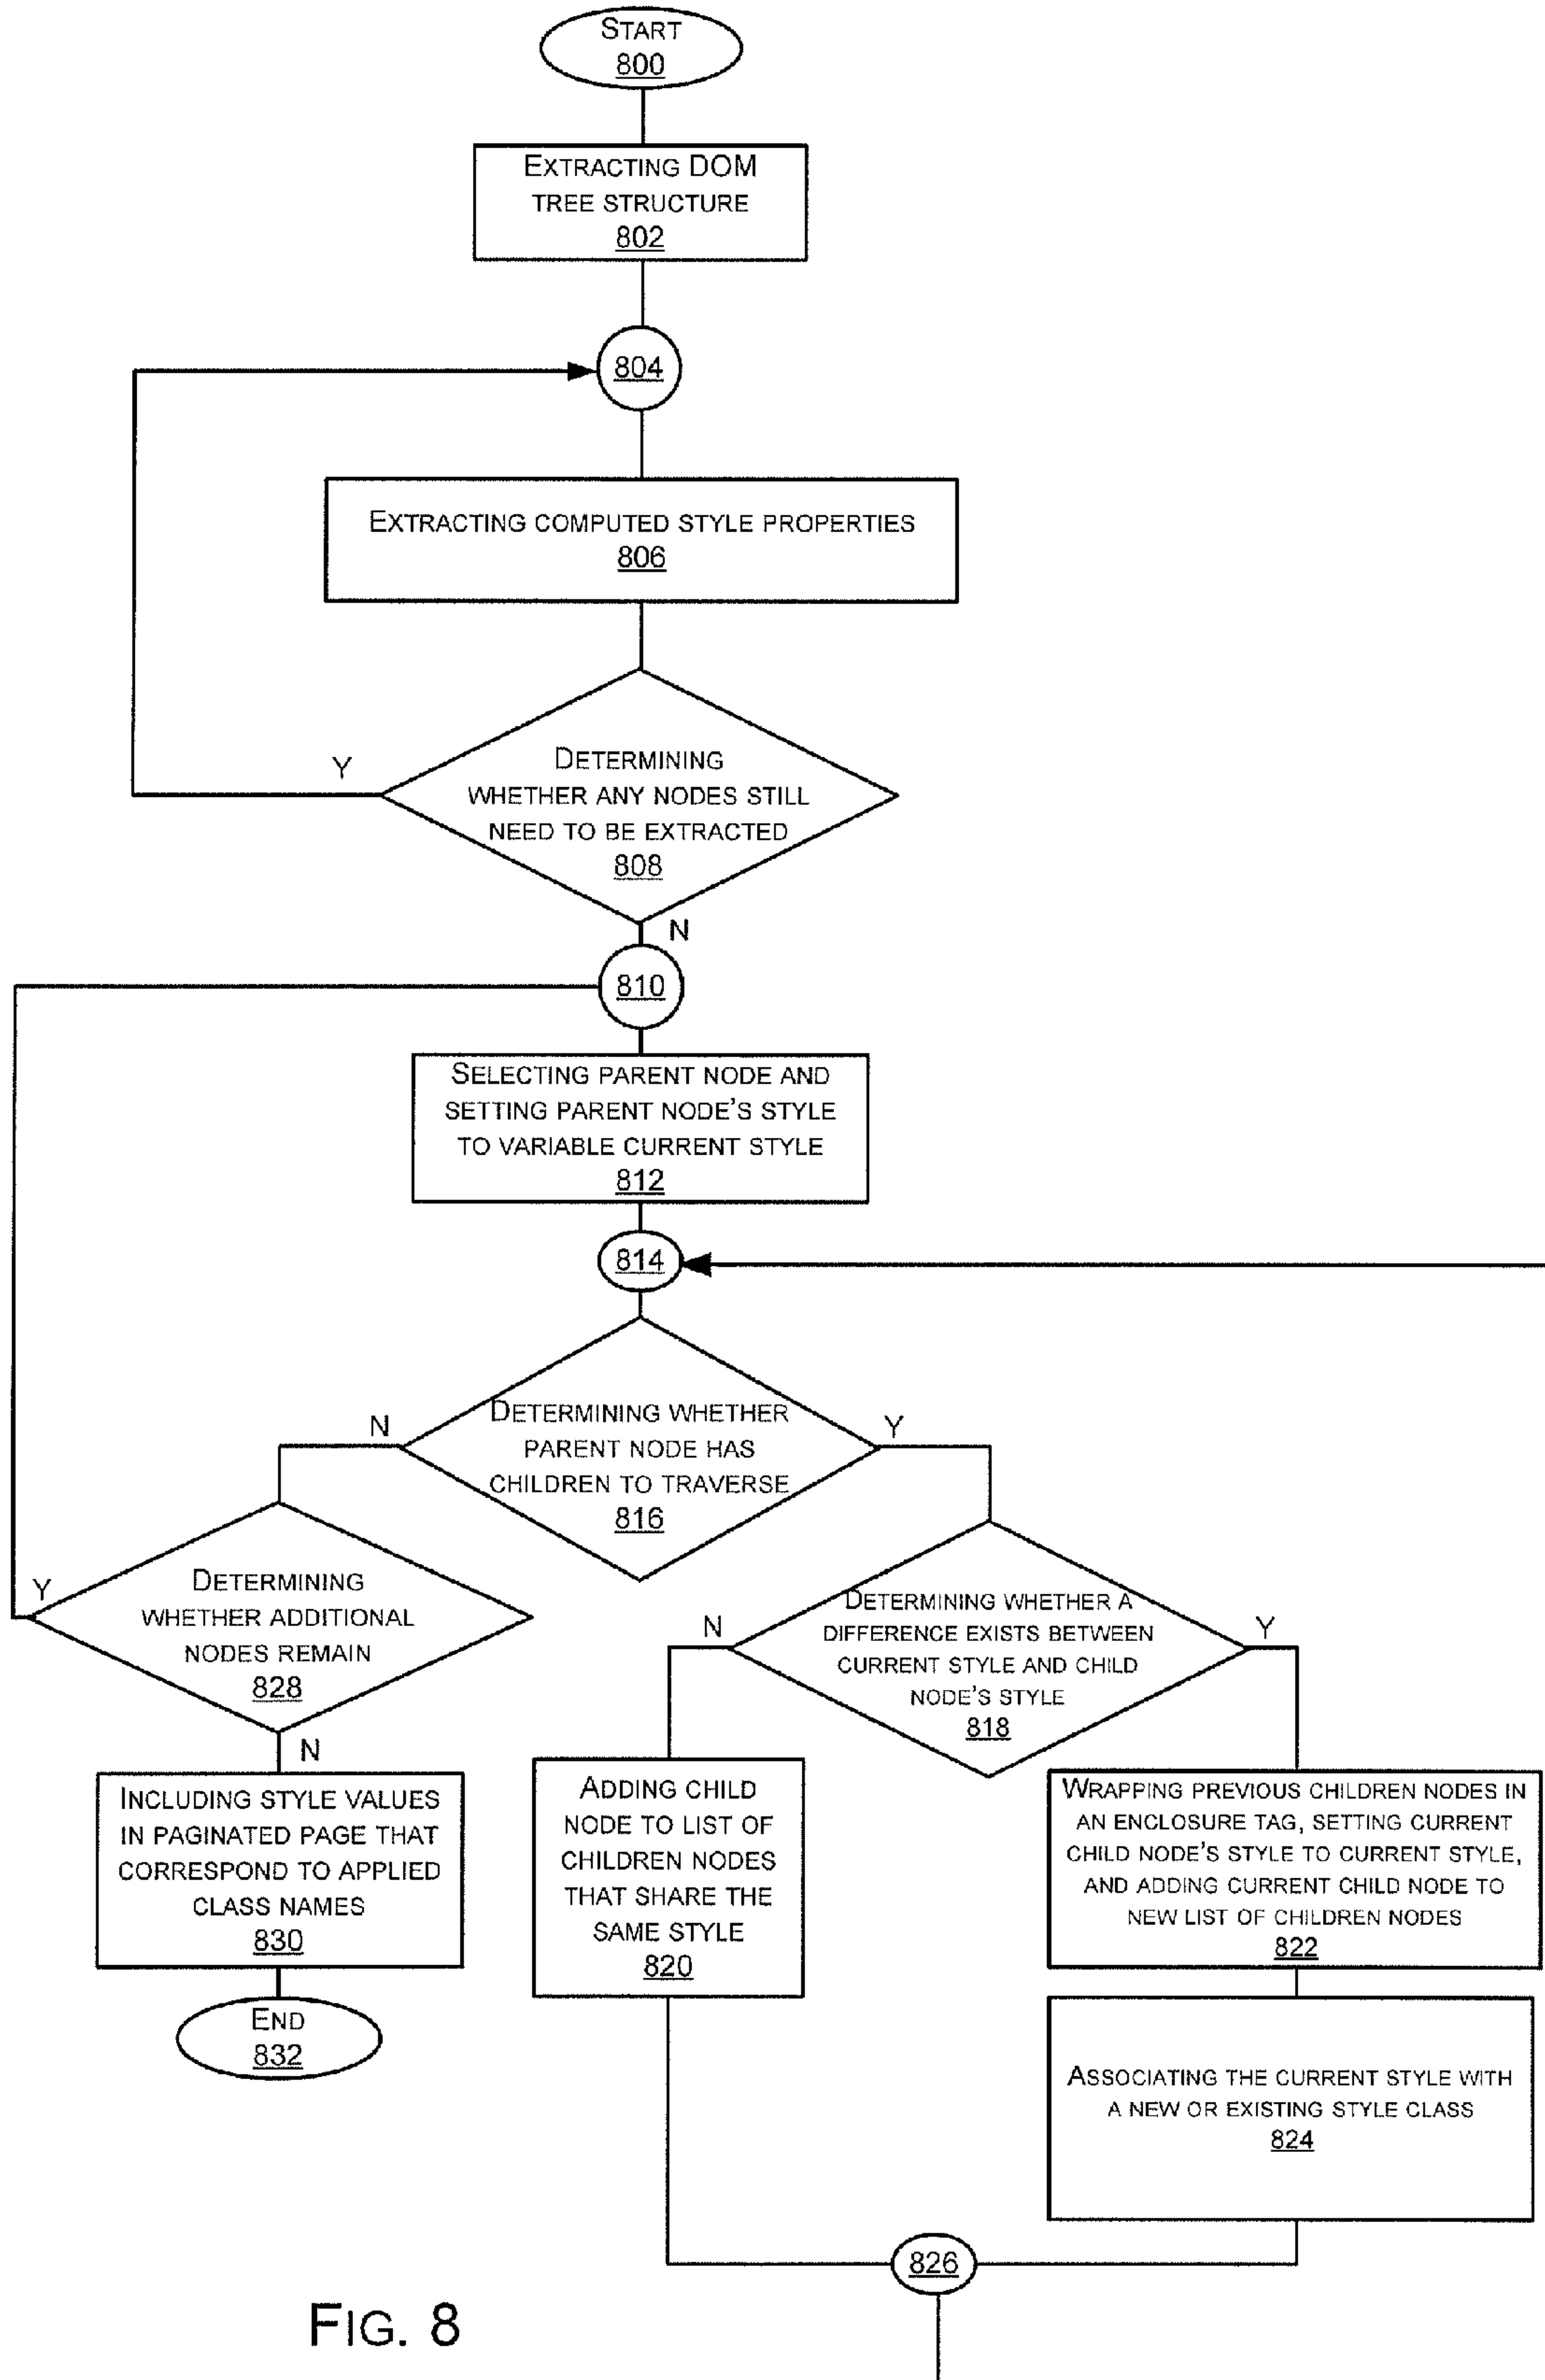 START
800
EXTRACTING DOM
TREE STRUCTURE
802
804
EXTRACTING COMPUTED STYLE PROPERTIES
806
DETERMINING
WHETHER ANY NODES STILL
NEED TO BE EXTRACTED
808
Y
N
810
SELECTING PARENT NODE AND
SETTING PARENT NODE'S STYLE
TO VARIABLE CURRENT STYLE
812
814
DETERMINING WHETHER
PARENT NODE HAS
CHILDREN TO TRAVERSE
816
N
Y
DETERMINING
WHETHER ADDITIONAL
NODES REMAIN
828
Y
N
DETERMINING WHETHER A
DIFFERENCE EXISTS BETWEEN
CURRENT STYLE AND CHILD
NODE'S STYLE
818
N
Y
INCLUDING STYLE VALUES
IN PAGINATED PAGE THAT
CORRESPOND TO APPLIED
CLASS NAMES
830
END
832
ADDING CHILD
NODE TO LIST OF
CHILDREN NODES
THAT SHARE THE
SAME STYLE
820
WRAPPING PREVIOUS CHILDREN NODES IN
AN ENCLOSURE TAG, SETTING CURRENT
CHILD NODE'S STYLE TO CURRENT STYLE,
AND ADDING CURRENT CHILD NODE TO
NEW LIST OF CHILDREN NODES
822
ASSOCIATING THE CURRENT STYLE WITH
A NEW OR EXISTING STYLE CLASS
824
826
FIG. 8